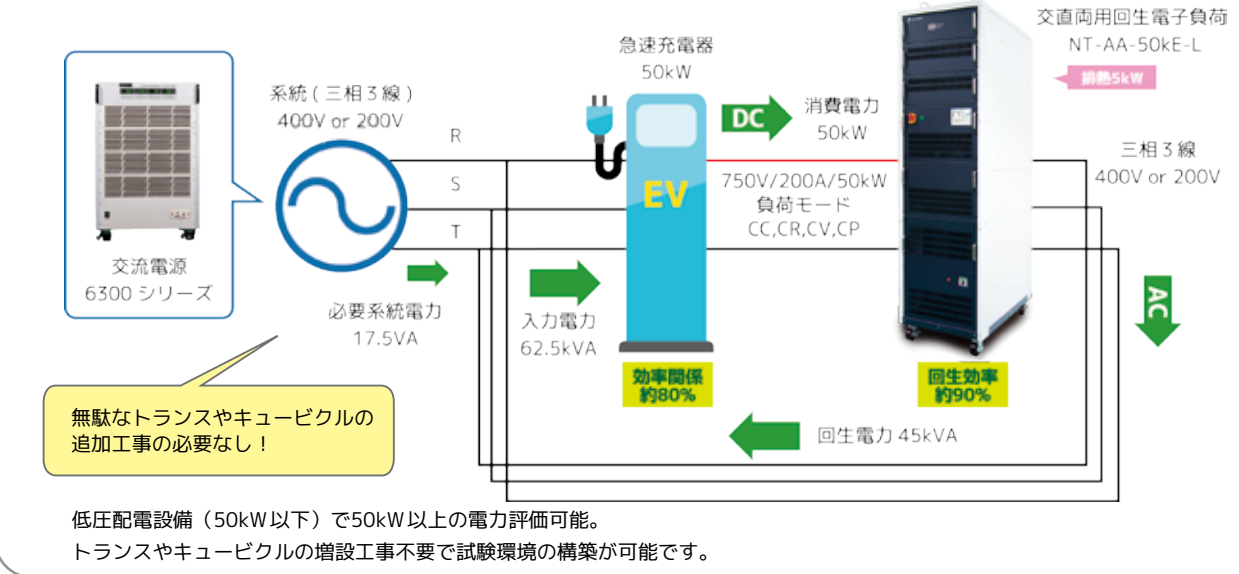 交直両用回生電子負荷
NT-AA-50kE-L
排熱5kW
急速充電器
50kW
系統(三相3線)
400V or 200V
DC
消費電力
50kW
R
S
T
三相3線
400V or 200V
EV
750V/200A/50kW
負荷モード
CC,CR,CV,CP
交流電源
6300 シリーズ
必要系統電力
17.5VA
入力電力
62.5kVA
AC
効率関係
約80%
回生効率
約90%
無駄なトランスやキュービクルの
追加工事の必要なし!
回生電力 45kVA
低圧配電設備(50kW以下)で50kW以上の電力評価可能。
トランスやキュービクルの増設工事不要で試験環境の構築が可能です。